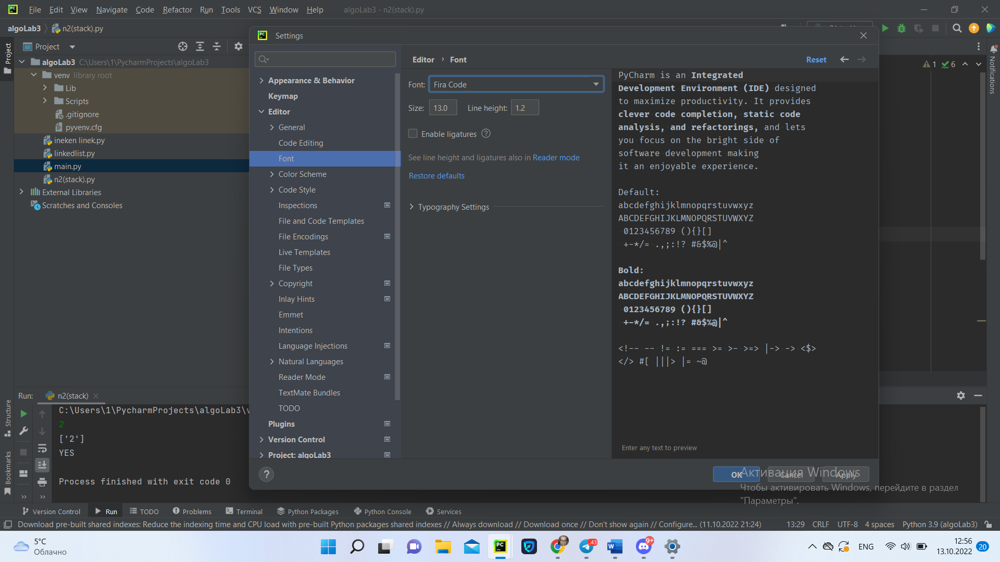 File Edit View Navigate Code Refactor Run Tools VCS Window Help algoLab3 - n2(stack).py
algoLab3 n2(stack).py
Project
Project
algoLab3 C:\Users\1\PycharmProjects\algoLab3
venv library root
Lib
Scripts
.gitignore
pyvenv.cfg
ineken linek.py
linkedlist.py
main.py
n2(stack).py
External Libraries
Scratches and Consoles
Settings
Appearance & Behavior
Keymap
Editor
General
Code Editing
Font
Color Scheme
Code Style
Inspections
File and Code Templates
File Encodings
Live Templates
File Types
Copyright
Inlay Hints
Emmet
Intentions
Language Injections
Natural Languages
Reader Mode
TextMate Bundles
TODO
Plugins
Version Control
Project: algoLab3
Editor › Font
Reset
Font: Fira Code
Size: 13.0 Line height: 1.2
Enable ligatures
See line height and ligatures also in Reader mode
Restore defaults
Typography Settings
PyCharm is an Integrated
Development Environment (IDE) designed
to maximize productivity. It provides
clever code completion, static code
analysis, and refactorings, and lets
you focus on the bright side of
software development making
it an enjoyable experience.
Default:
abcdefghijklmnopqrstuvwxyz
ABCDEFGHIJKLMNOPQRSTUVWXYZ
0123456789 (){}[]
+-*/= .,;:!? #&$%@|^
Bold:
abcdefghijklmnopqrstuvwxyz
ABCDEFGHIJKLMNOPQRSTUVWXYZ
0123456789 (){}[]
+-*/= .,;:!? #&$%@|^
<!-- -- != := === >= >- >=> |-> -> <$>
</> #[ |||> |= ~@
Enter any text to preview
OK Cancel Apply
Активация Windows
Чтобы активировать Windows, перейдите в раздел
"Параметры".
1 6
Notifications
Run: n2(stack)
C:\Users\1\PycharmProjects\algoLab3\
2
['2']
YES
Process finished with exit code 0
Structure
Bookmarks
Version Control Run TODO Problems Terminal Python Packages Python Console Services
Download pre-built shared indexes: Reduce the indexing time and CPU load with pre-built Python packages shared indexes // Always download // Download once // Don't show again // Configure... (11.10.2022 21:24) 13:29 CRLF UTF-8 4 spaces Python 3.9 (algoLab3)
5°C
Облачно
43
9+
ENG
12:56
13.10.2022
20